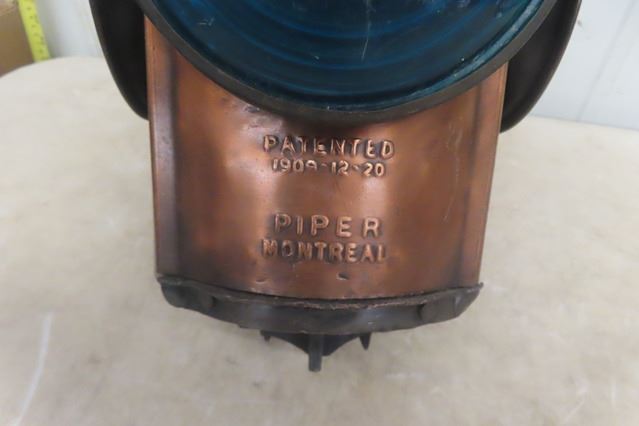 PATENTED
1909-12-20
PIPER
MONTREAL